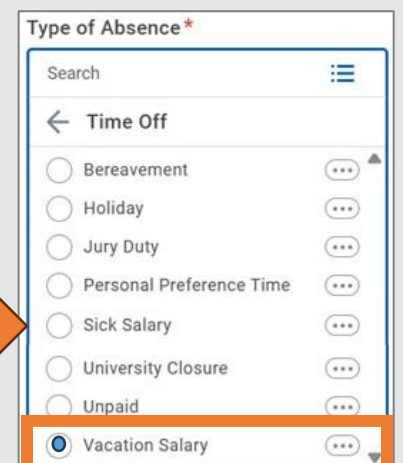 Type of Absence*
Search
Time Off
Bereavement
Holiday
Jury Duty
Personal Preference Time
Sick Salary
University Closure
Unpaid
Vacation Salary